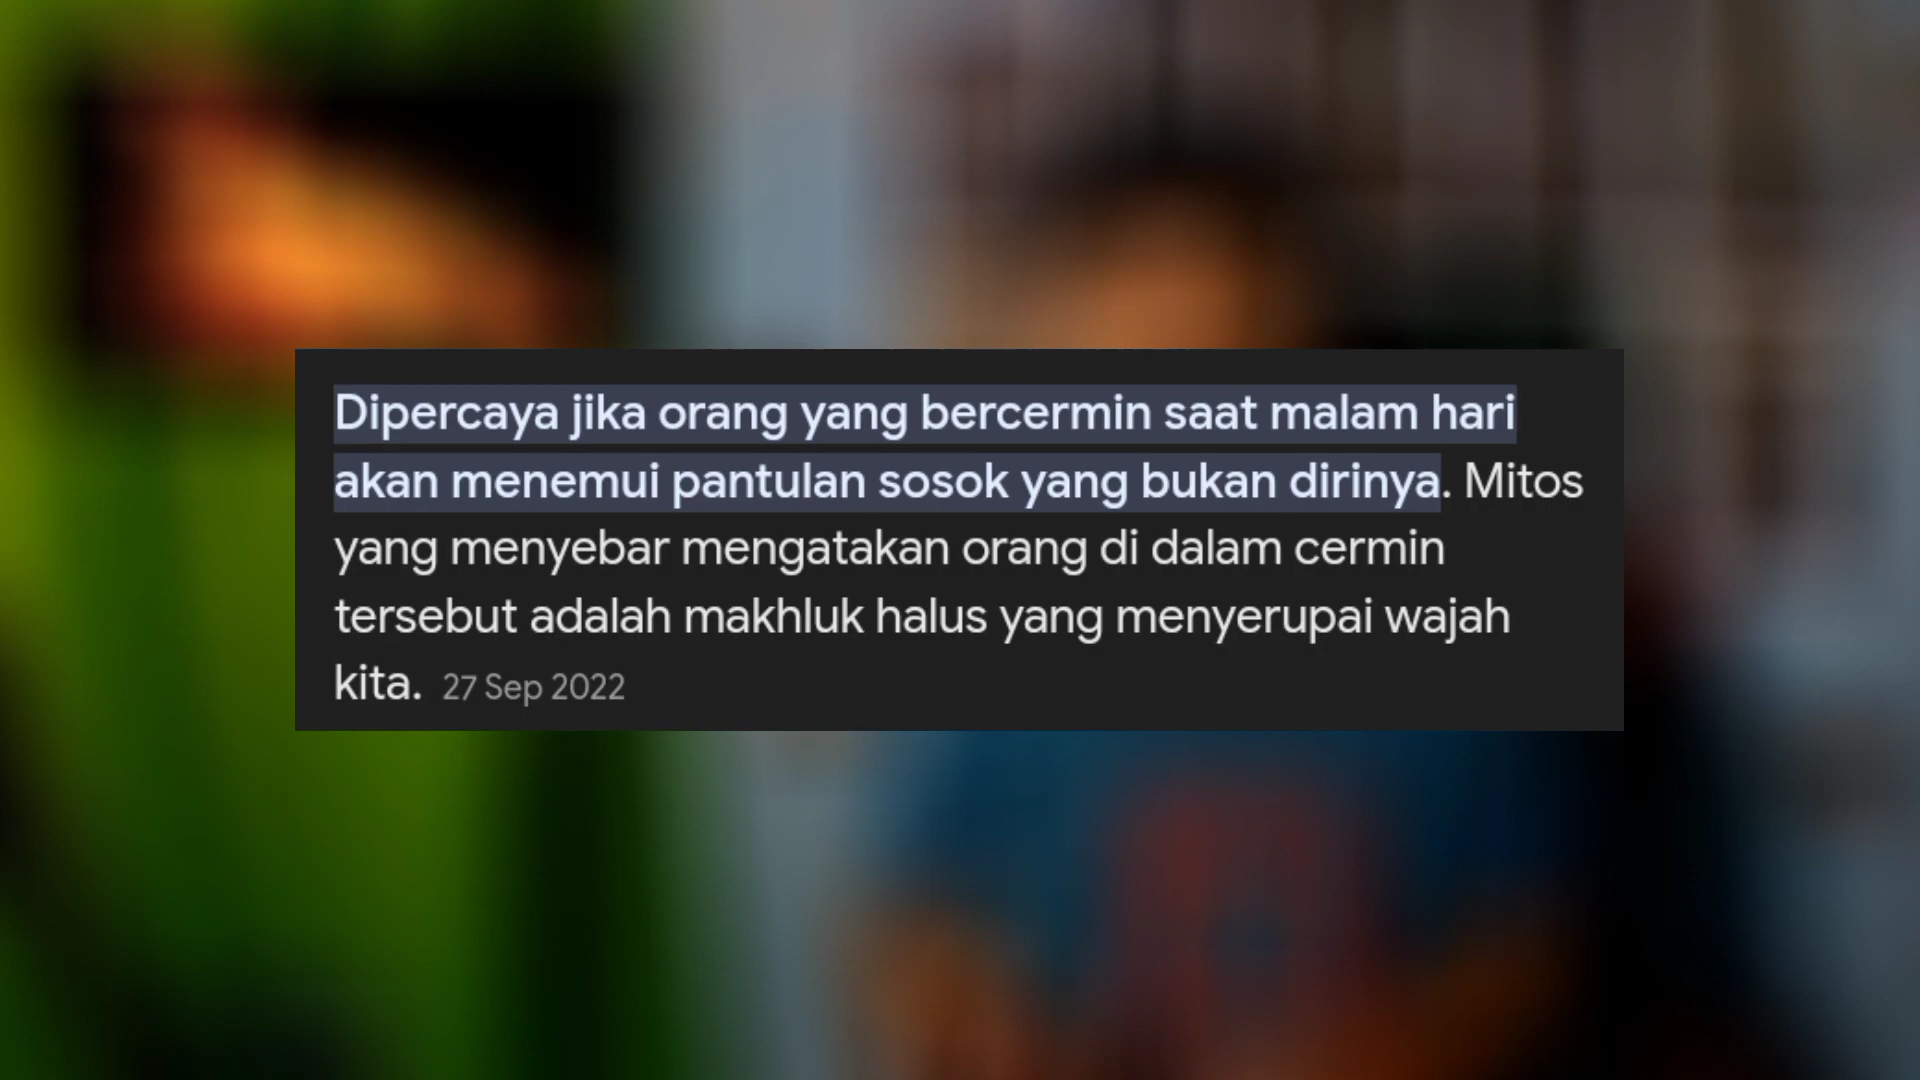 Dipercaya jika orang yang bercermin saat malam hari
akan menemui pantulan sosok yang bukan dirinya. Mitos
yang menyebar mengatakan orang di dalam cermin
tersebut adalah makhluk halus yang menyerupai wajah
kita. 27 Sep 2022